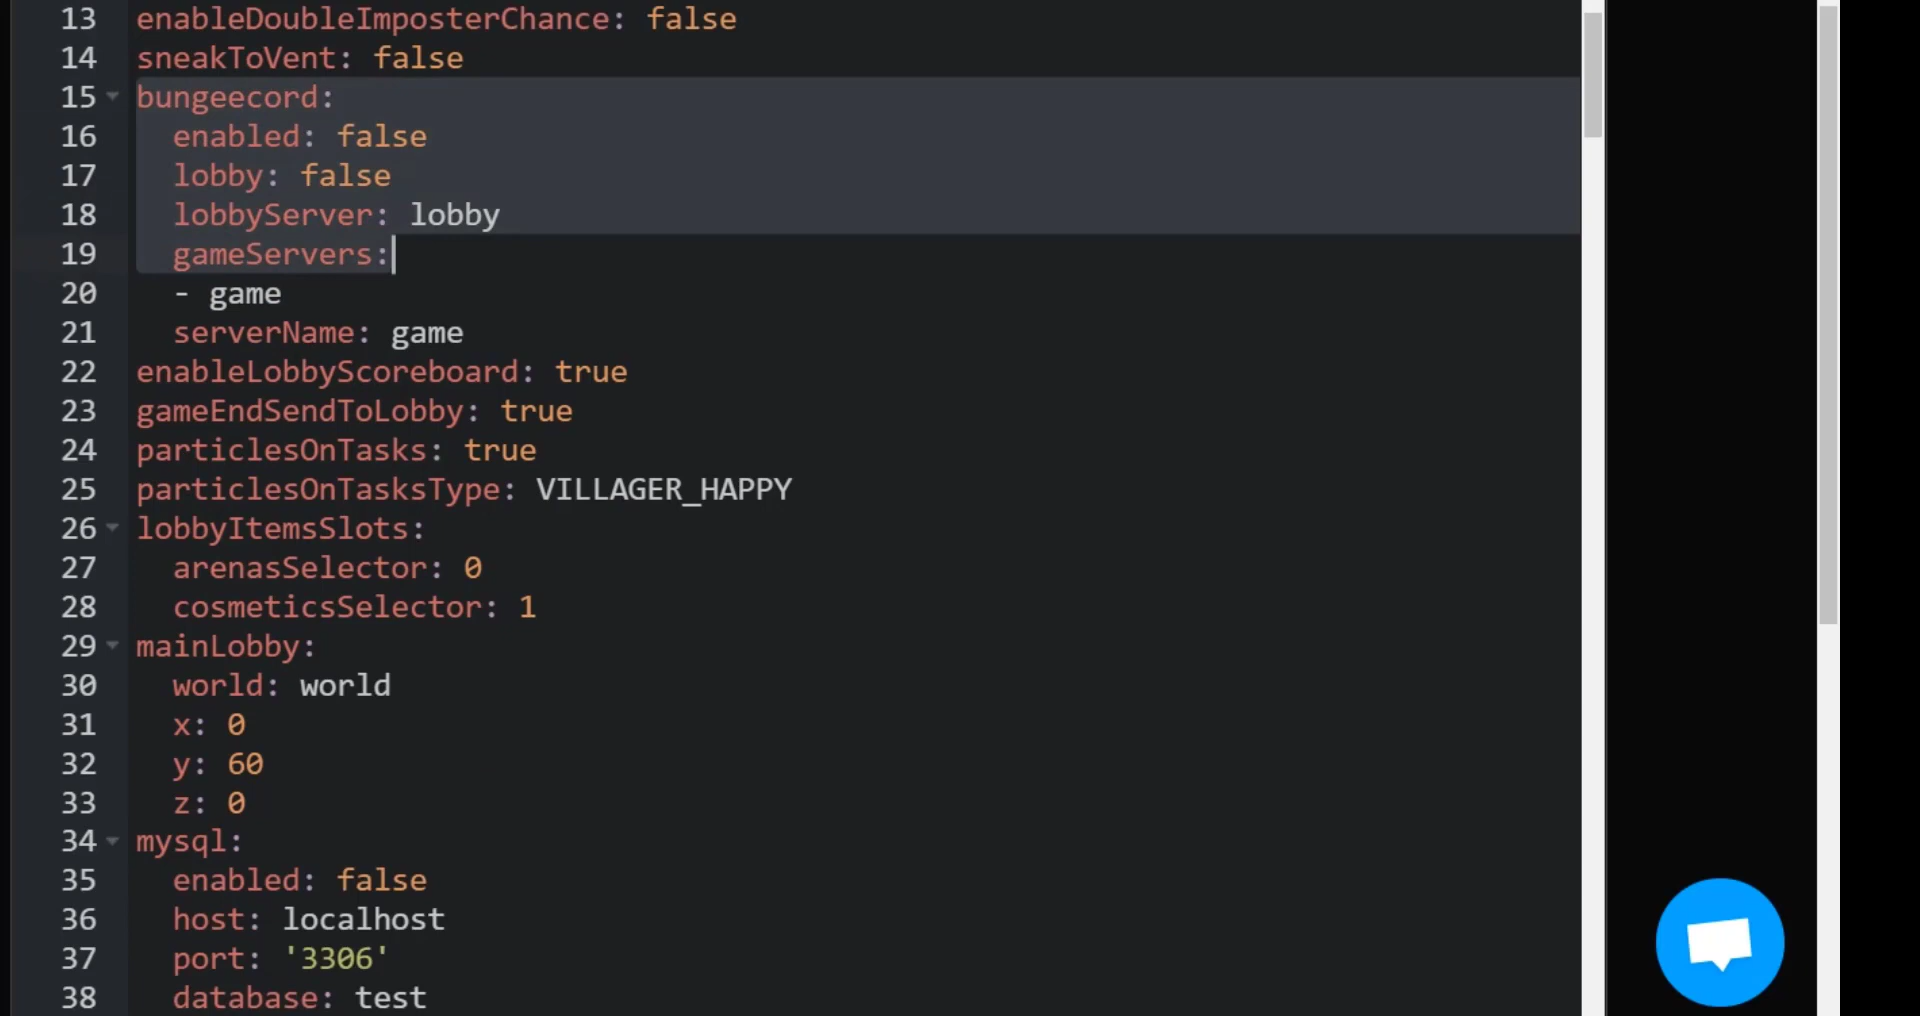 13 enableDoubleImposterChance: false
14 sneakToVent: false
15 bungeecord:
16 enabled: false
17 lobby: false
18 lobbyServer: lobby
19 gameServers:
20 - game
21 serverName: game
22 enableLobbyScoreboard: true
23 gameEndSendToLobby: true
24 particlesOnTasks: true
25 particlesOnTasksType: VILLAGER_HAPPY
26 lobbyItemsSlots:
27 arenasSelector: 0
28 cosmeticsSelector: 1
29 mainLobby:
30 world: world
31 x: 0
32 y: 60
33 z: 0
34 mysql:
35 enabled: false
36 host: localhost
37 port: '3306'
38 database: test